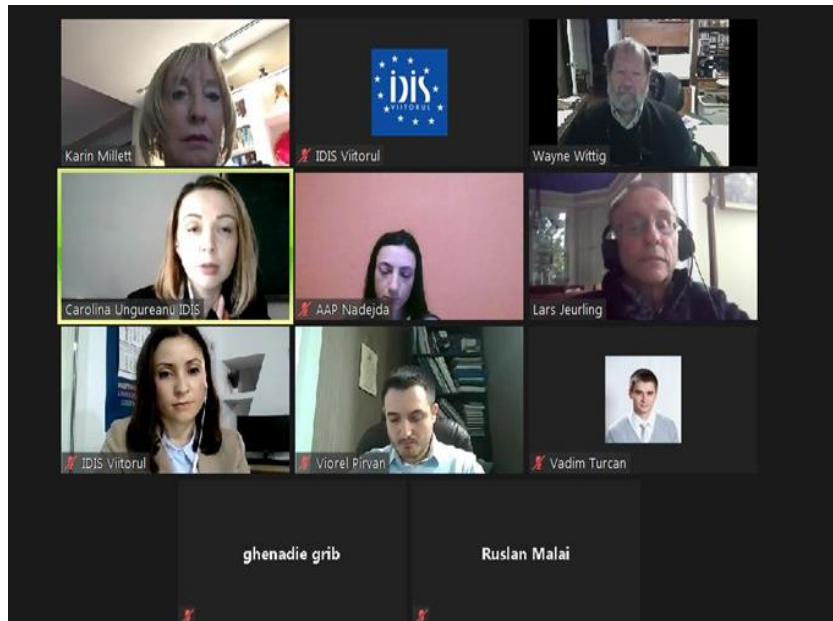 Karin Millett
iDiS
VIITORUL
IDIS Viitorul
Wayne Wittig
Carolina Ungureanu IDIS
AAP Nadejda
Lars Jeurling
IDIS Viitorul
Viorel Pirvan
Vadim Turcan
ghenadie grib
Ruslan Malai